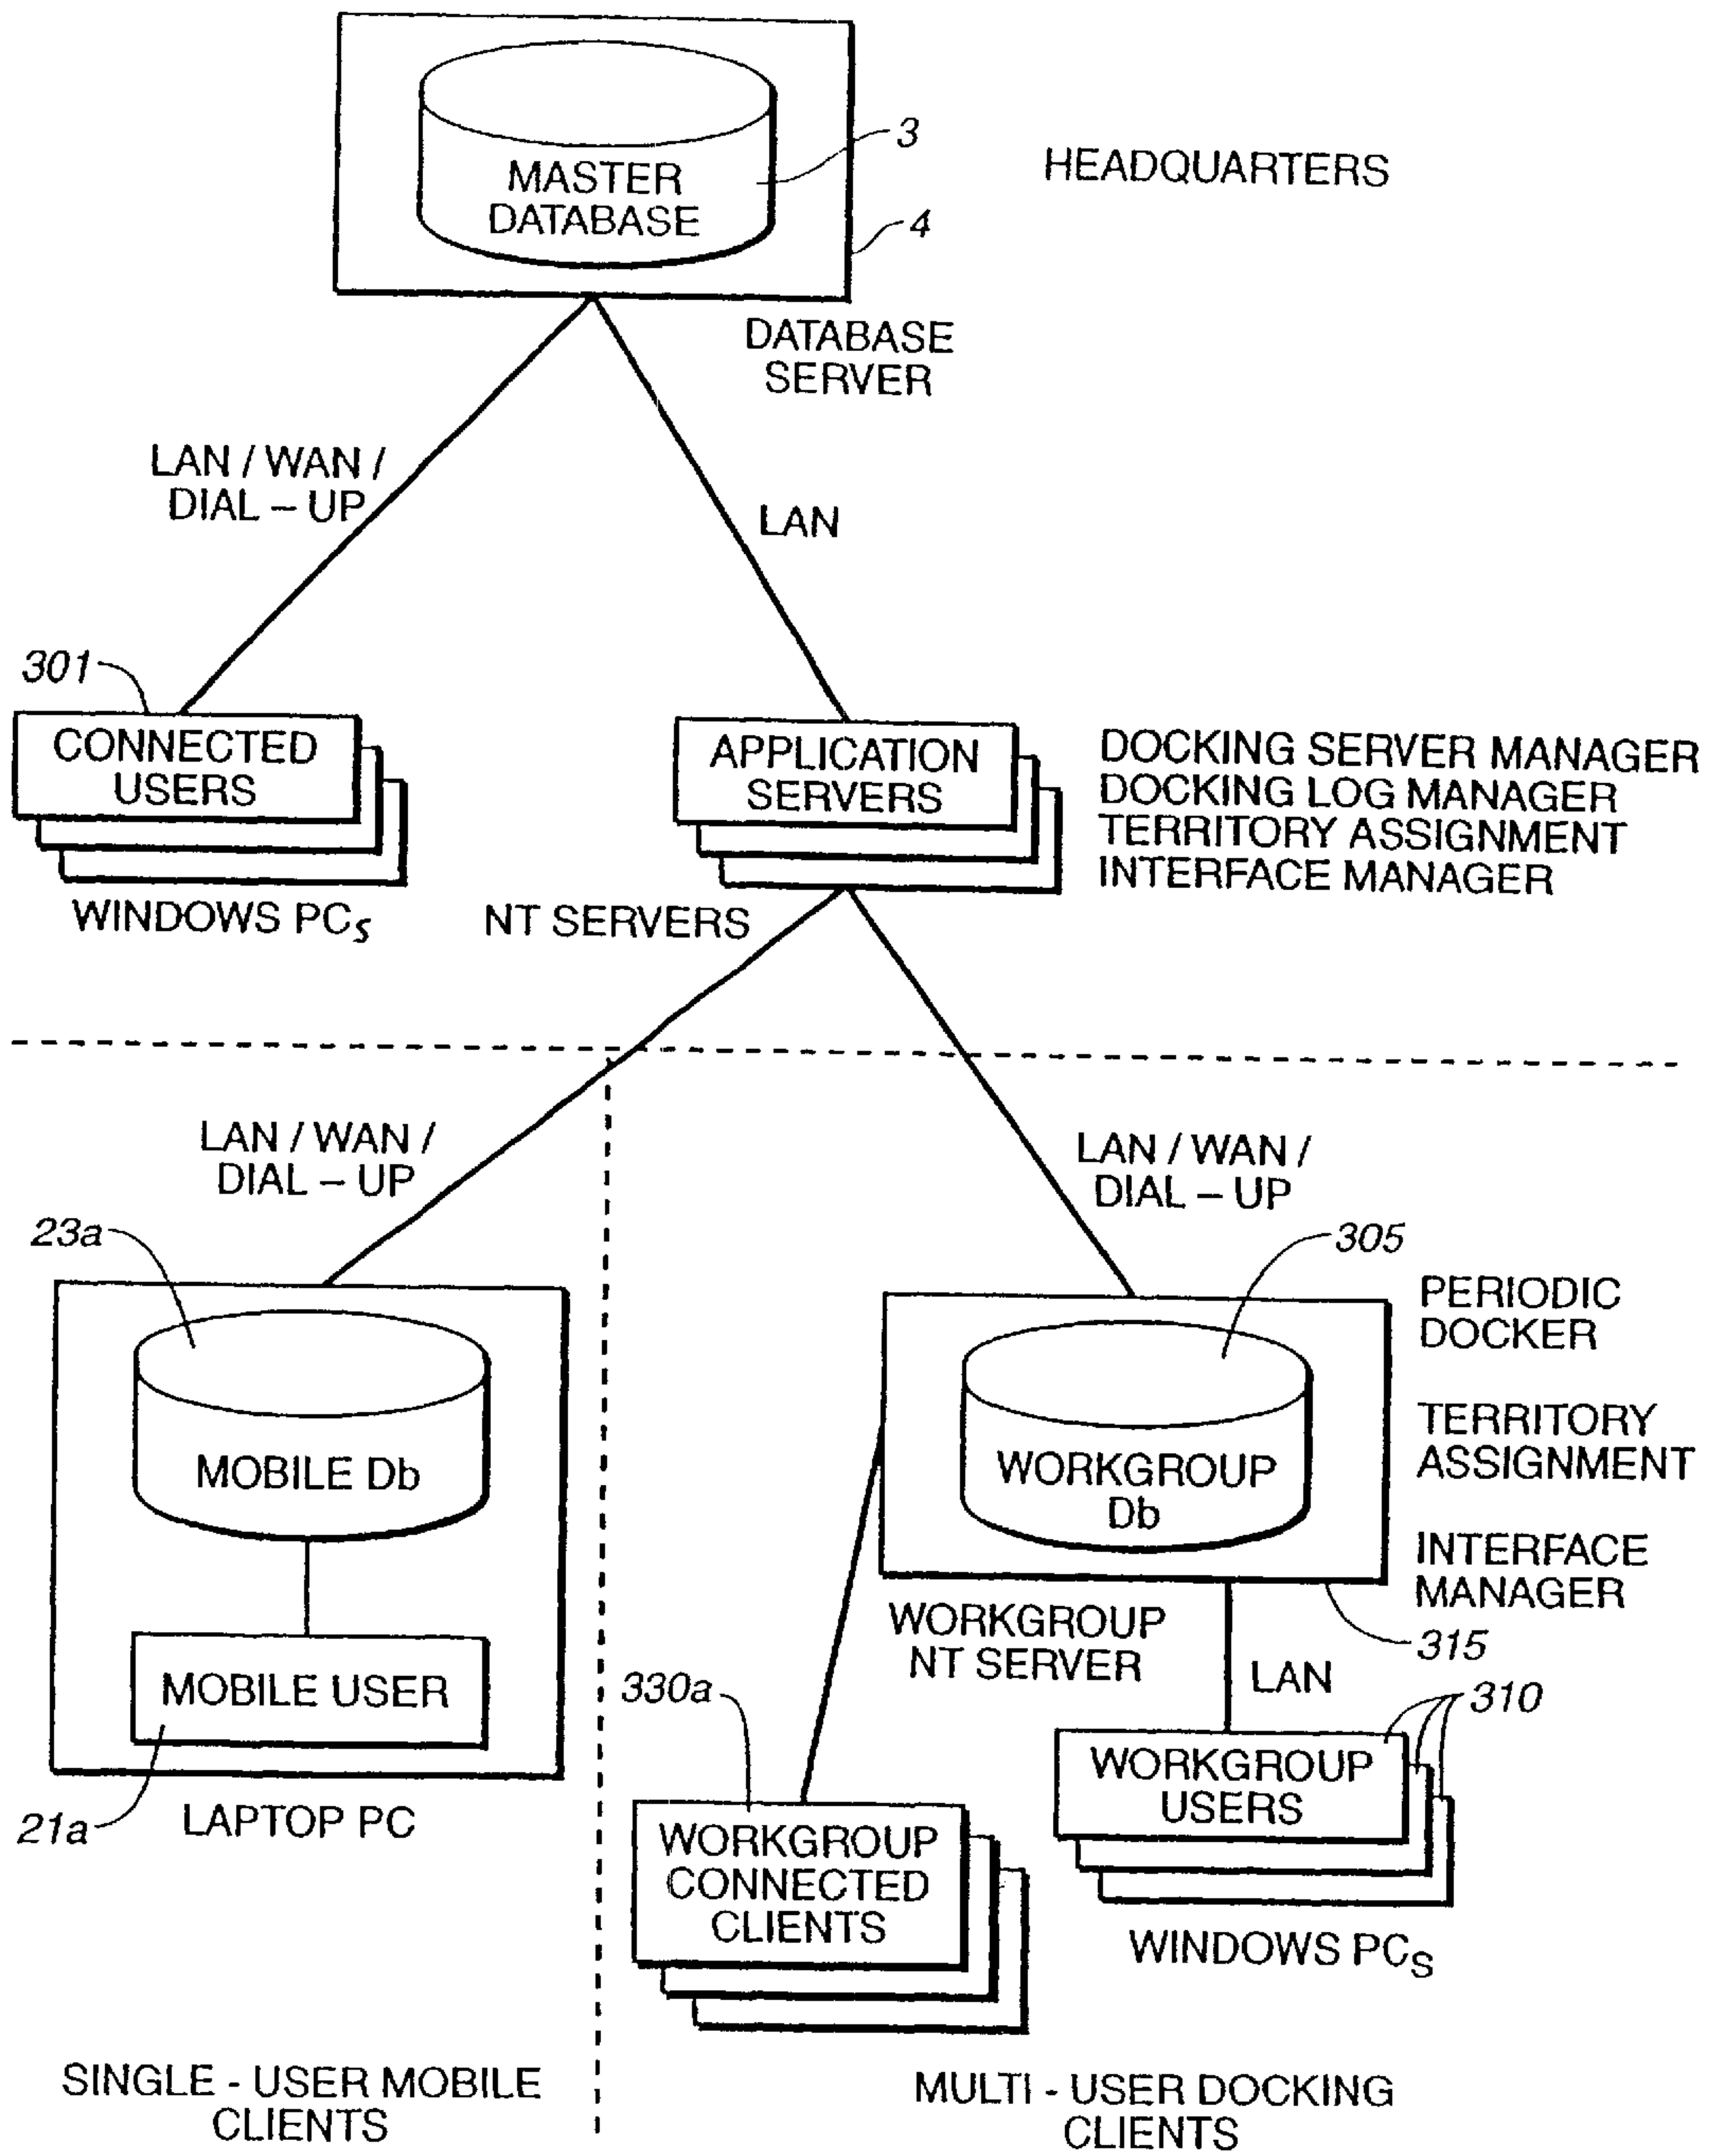 3
MASTER
DATABASE
HEADQUARTERS
4
DATABASE
SERVER
LAN / WAN /
DIAL – UP
LAN
301
CONNECTED
USERS
WINDOWS PCs
APPLICATION
SERVERS
NT SERVERS
DOCKING SERVER MANAGER
DOCKING LOG MANAGER
TERRITORY ASSIGNMENT
INTERFACE MANAGER
LAN / WAN /
DIAL – UP
LAN / WAN /
DIAL – UP
23a
MOBILE Db
MOBILE USER
21a
LAPTOP PC
305
WORKGROUP
Db
PERIODIC
DOCKER
TERRITORY
ASSIGNMENT
INTERFACE
MANAGER
315
WORKGROUP
NT SERVER
LAN
330a
310
WORKGROUP
USERS
WORKGROUP
CONNECTED
CLIENTS
WINDOWS PCS
SINGLE - USER MOBILE
CLIENTS
MULTI - USER DOCKING
CLIENTS